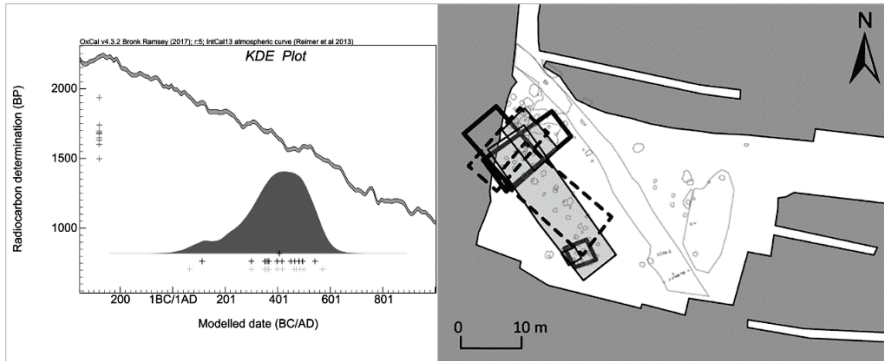 OxCal v4.3.2 Bronk Ramsey (2017); r:5; IntCal13 atmospheric curve (Reimer et al 2013)
KDE Plot
Radiocarbon determination (BP)
2000
1500
1000
200
1BC/1AD
201
401
601
801
Modelled date (BC/AD)
N
0
10 m